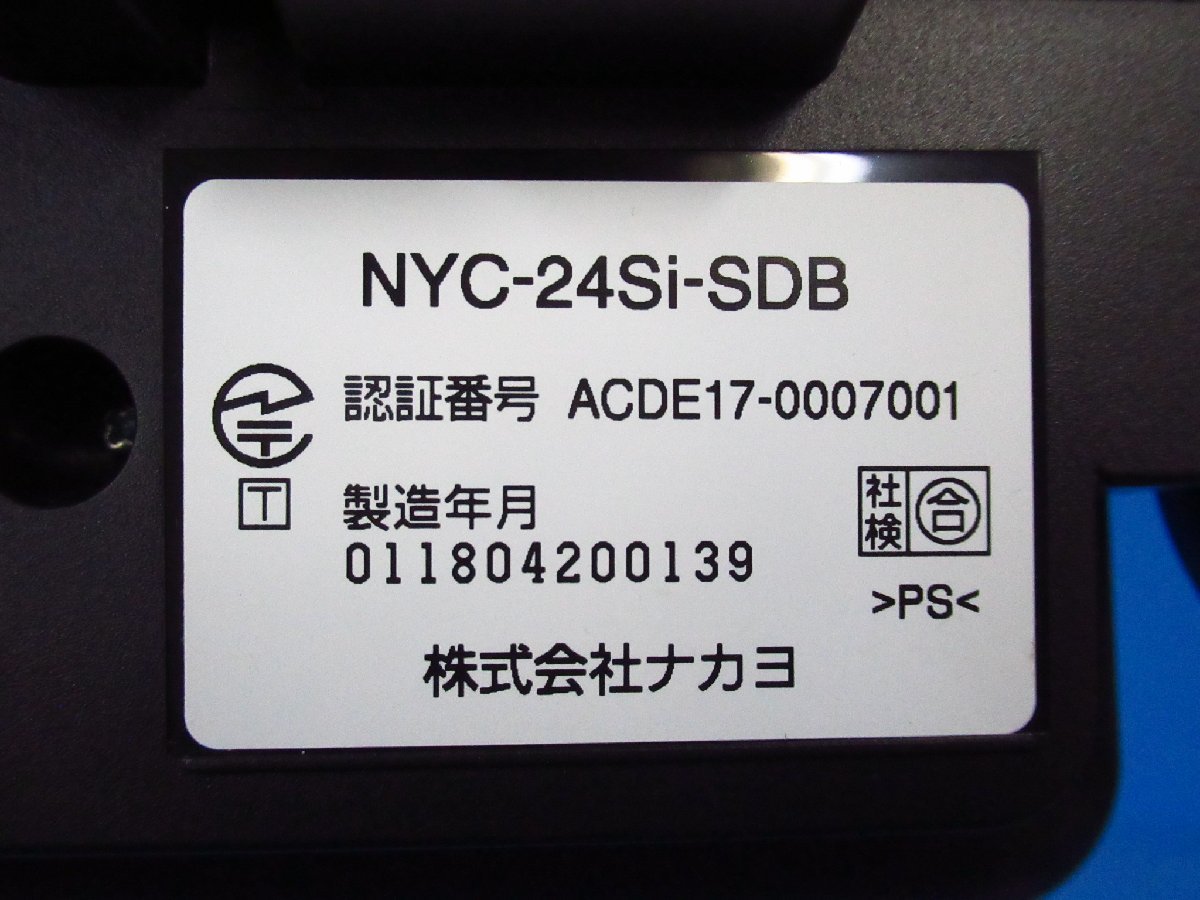 NYC-24Si-SDB
認証番号 ACDE17-0007001
T
製造年月
011804200139
社検 合
>PS<
株式会社ナカヨ